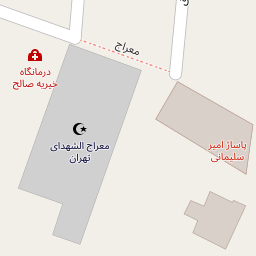 معراج
درمانگاه
خیریه صالح
معراج الشهدای
تهران
پاساژ امیر
سلیمانی